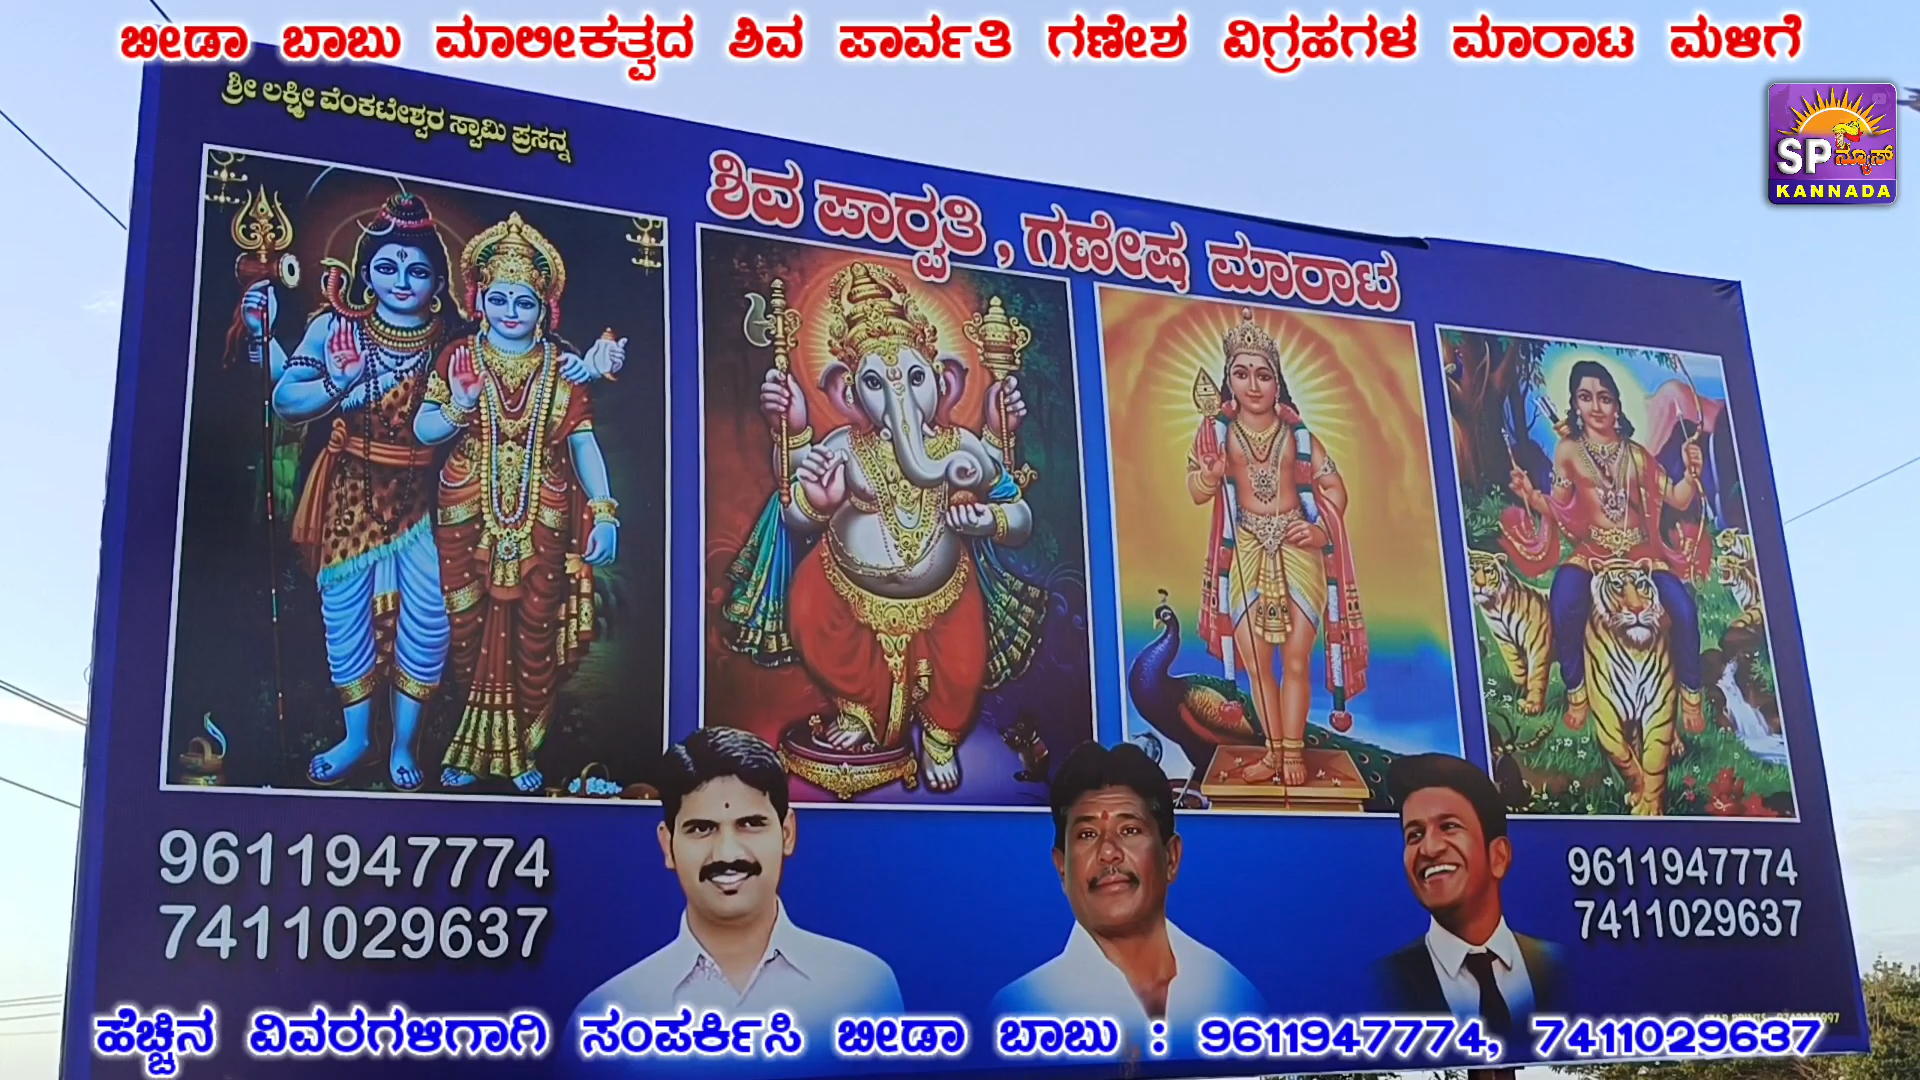 ಬೀಡಾ ಬಾಬು ಮಾಲೀಕತ್ವದ ಶಿವ ಪಾರ್ವತಿ ಗಣೇಶ ವಿಗ್ರಹಗಳ ಮಾರಾಟ ಮಳಿಗೆ
ಶ್ರೀ ಲಕ್ಷ್ಮೀ ವೆಂಕಟೇಶ್ವರ ಸ್ವಾಮಿ ಪ್ರಸನ್ನ
SP ನ್ಯೂಸ್
KANNADA
ಶಿವ ಪಾರ‍್ವತಿ, ಗಣೇಷ ಮಾರಾಟ
9611947774
7411029637
9611947774
7411029637
ಹೆಚ್ಚಿನ ವಿವರಗಳಿಗಾಗಿ ಸಂಪರ್ಕಿಸಿ ಬೀಡಾ ಬಾಬು : 9611947774, 7411029637